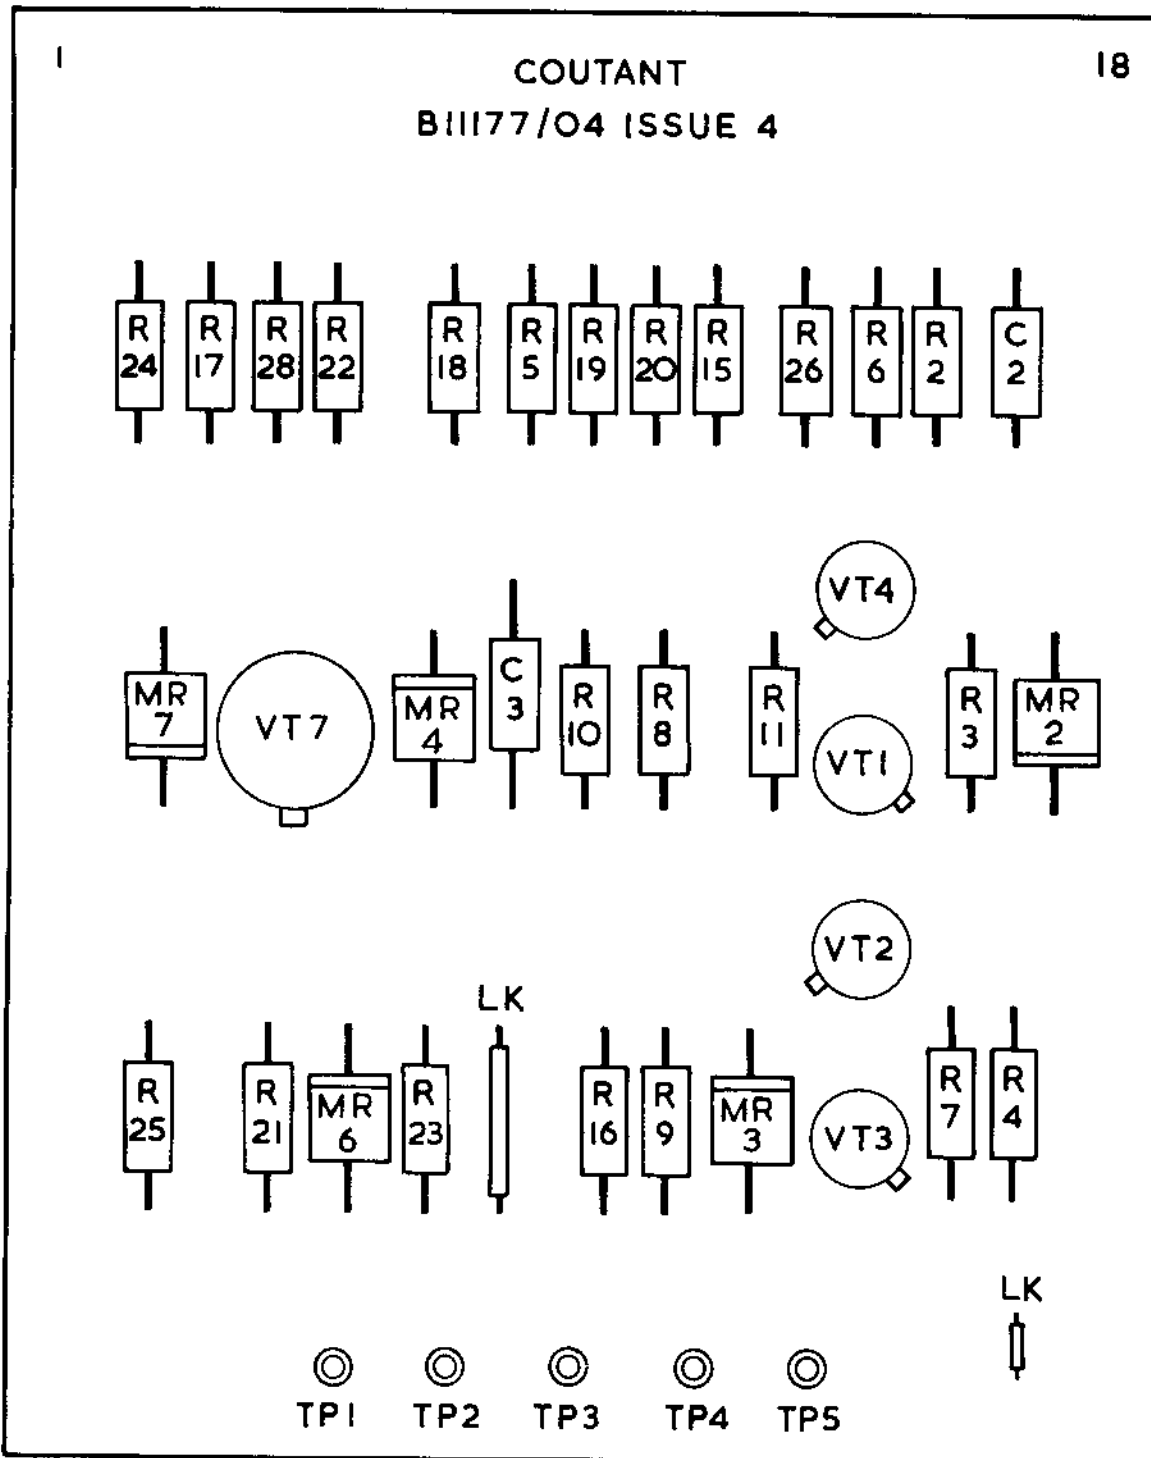 1 18
COUTANT
B11177/04 ISSUE 4
R 24 R 17 R 28 R 22 R 18 R 5 R 19 R 20 R 15 R 26 R 6 R 2 C 2
VT4
MR 7 VT7 MR 4 C 3 R 10 R 8 R 11 VT1 R 3 MR 2
VT2
LK
R 25 R 21 MR 6 R 23 R 16 R 9 MR 3 VT3 R 7 R 4
LK
TP1 TP2 TP3 TP4 TP5